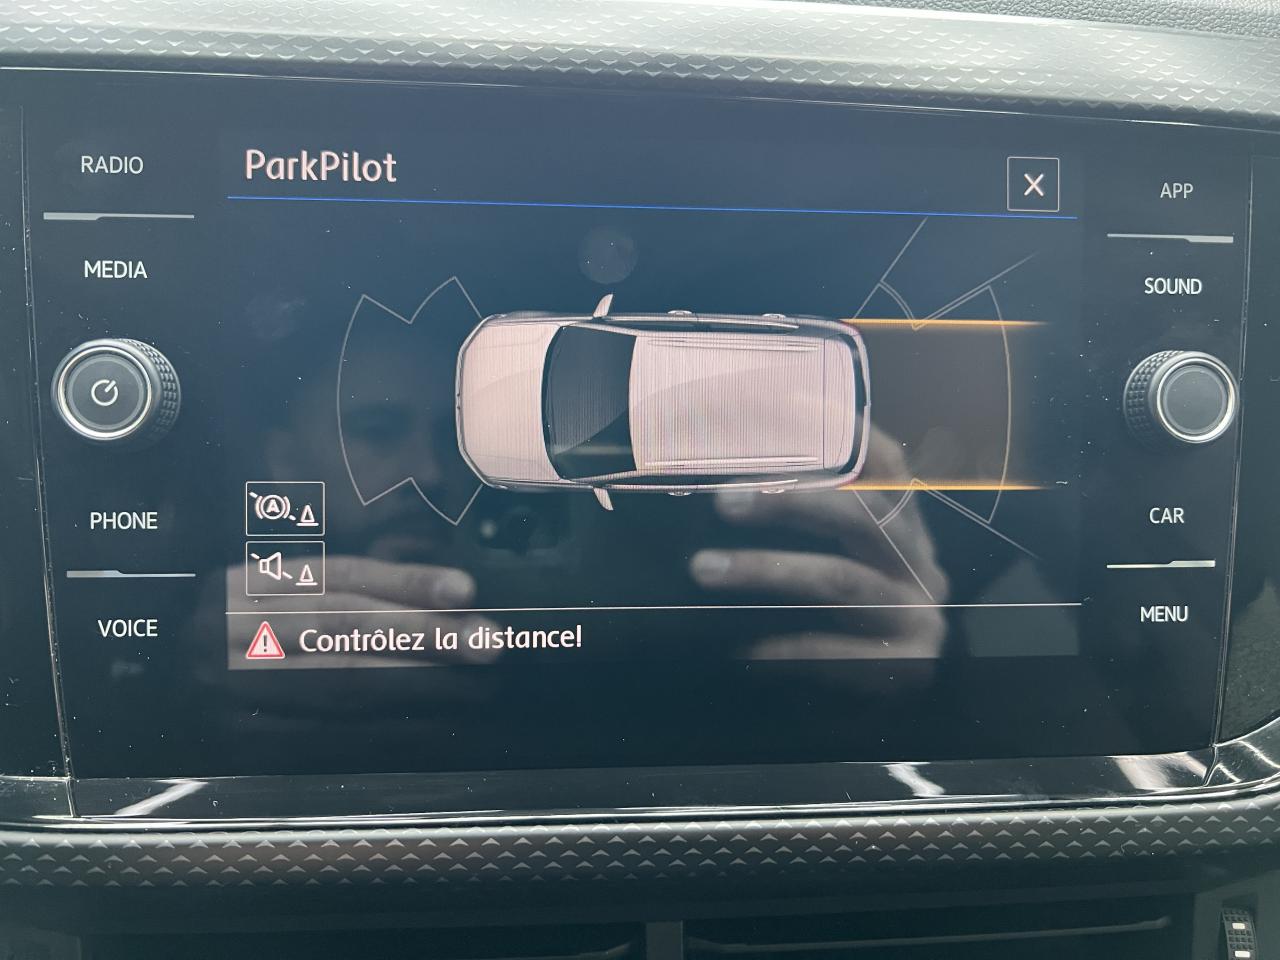 RADIO
MEDIA
PHONE
VOICE
ParkPilot
X
A
Contrôlez la distance!
APP
SOUND
CAR
MENU